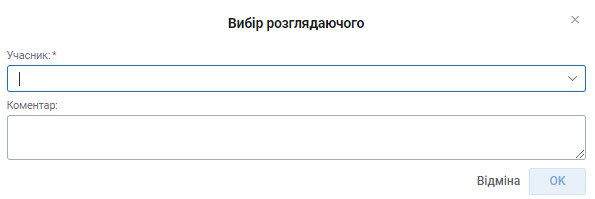 Вибір розглядаючого
Учасник: *
Коментар:
Відміна
OK